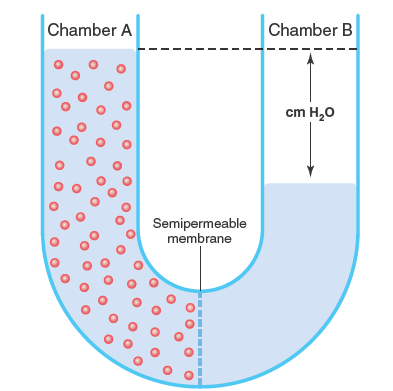 Chamber A
Chamber B
cm H₂O
Semipermeable
membrane